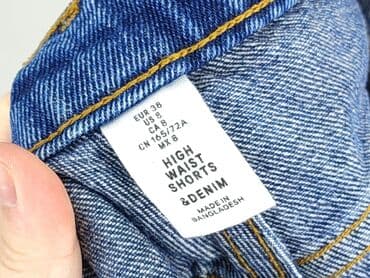 EUR 38
US 8
CA 8
CN 165/72A
MX 8
HIGH
WAIST
SHORTS
&DENIM
MADE IN
BANGLADESH